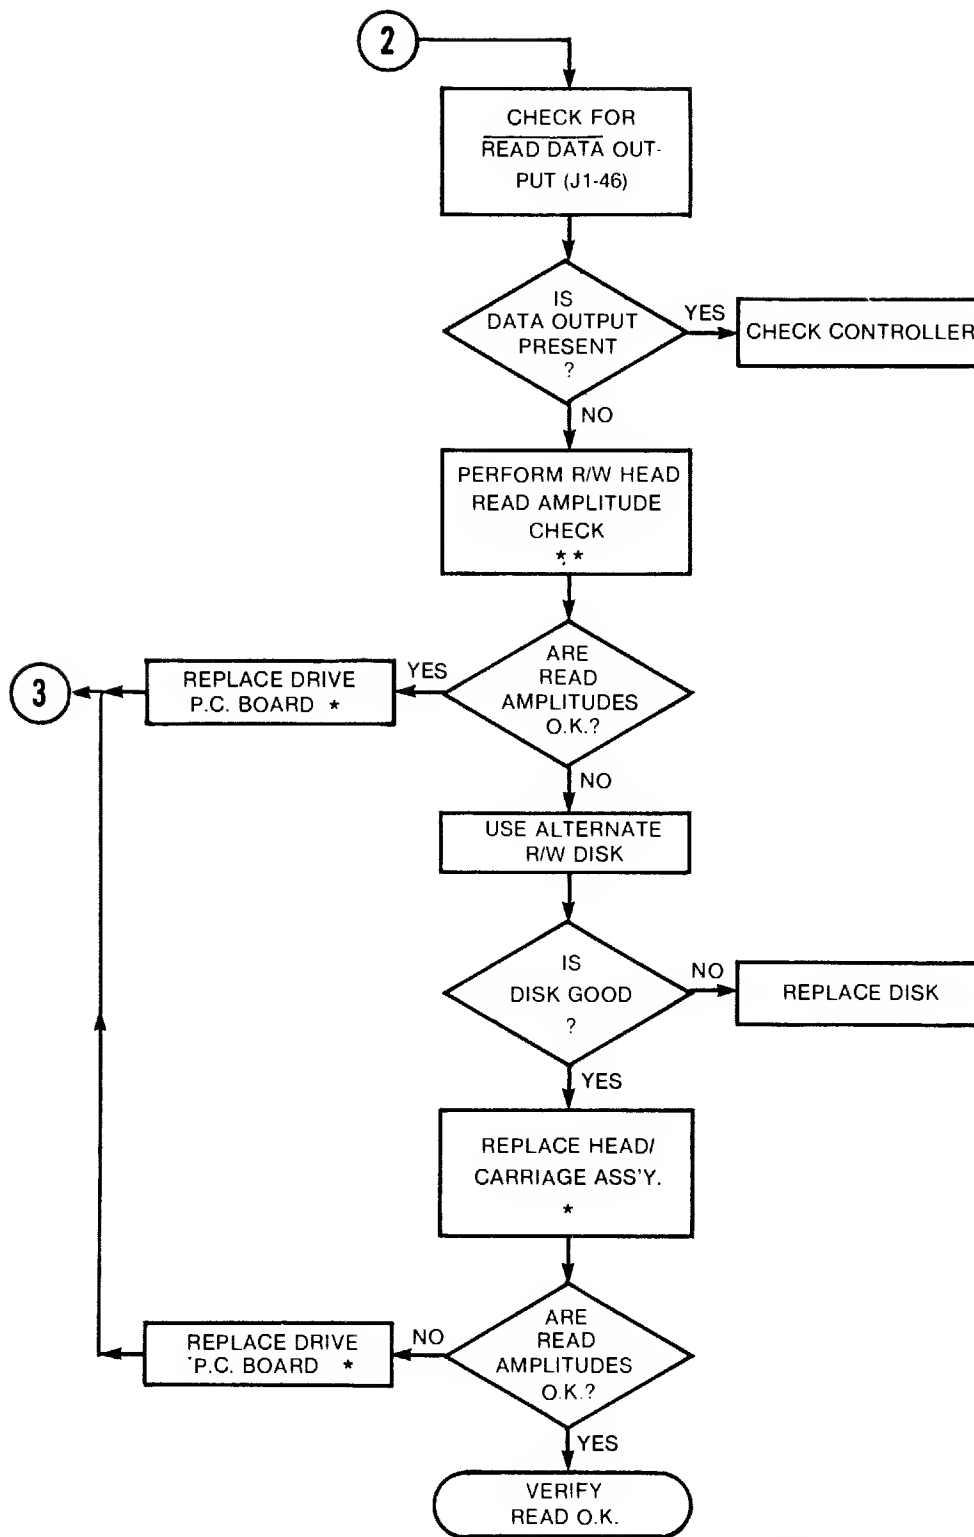 2
CHECK FOR
READ DATA OUT-
PUT (J1-46)
IS
DATA OUTPUT
PRESENT
?
YES
CHECK CONTROLLER
NO
PERFORM R/W HEAD
READ AMPLITUDE
CHECK
**
ARE
READ
AMPLITUDES
O.K.?
YES
REPLACE DRIVE
P.C. BOARD *
3
NO
USE ALTERNATE
R/W DISK
IS
DISK GOOD
?
NO
REPLACE DISK
YES
REPLACE HEAD/
CARRIAGE ASS'Y.
*
ARE
READ
AMPLITUDES
O.K.?
NO
REPLACE DRIVE
P.C. BOARD *
YES
VERIFY
READ O.K.